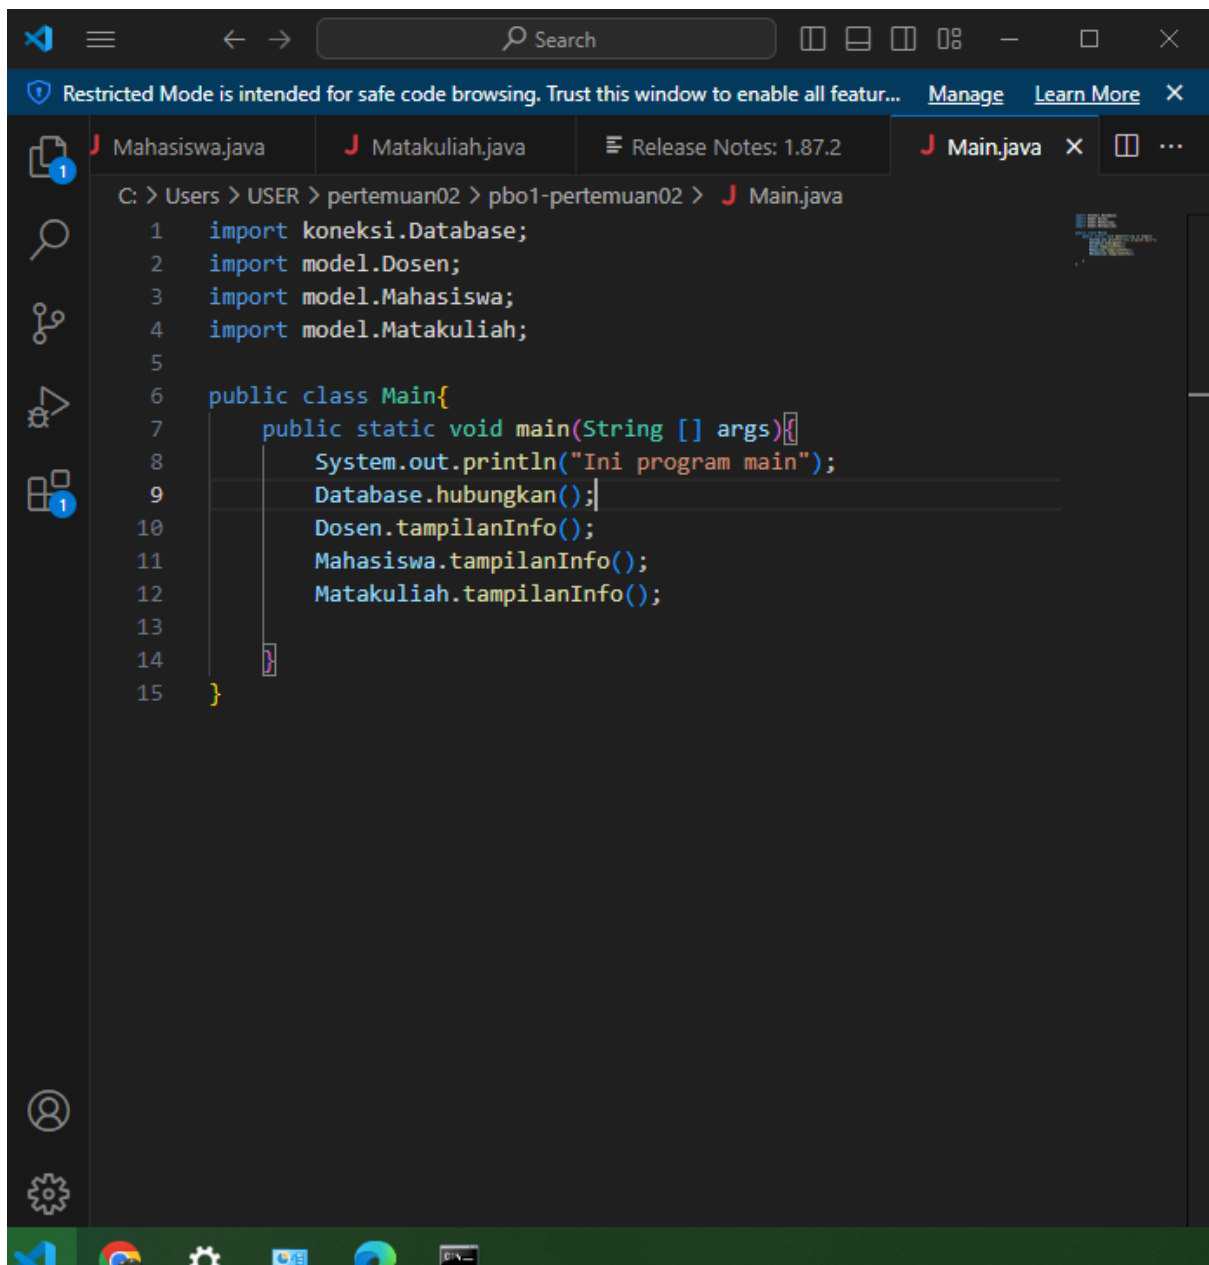 Search
Restricted Mode is intended for safe code browsing. Trust this window to enable all featur... Manage Learn More
Mahasiswa.java Matakuliah.java Release Notes: 1.87.2 Main.java
C: > Users > USER > pertemuan02 > pbo1-pertemuan02 > J Main.java
1 import koneksi.Database;
2 import model.Dosen;
3 import model.Mahasiswa;
4 import model.Matakuliah;
5
6 public class Main{
7 public static void main(String [] args){
8 System.out.println("Ini program main");
9 Database.hubungkan();
10 Dosen.tampilanInfo();
11 Mahasiswa.tampilanInfo();
12 Matakuliah.tampilanInfo();
13
14 }
15 }
1
1